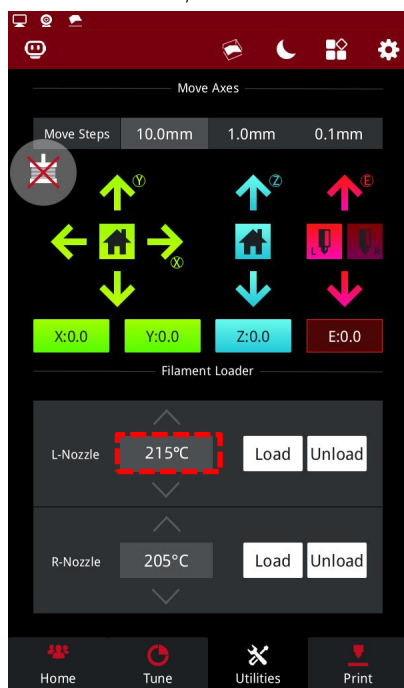 Move Axes
Move Steps 10.0mm 1.0mm 0.1mm
Y Z E
X
L R
X:0.0 Y:0.0 Z:0.0 E:0.0
Filament Loader
L-Nozzle 215℃ Load Unload
R-Nozzle 205°C Load Unload
Home Tune Utilities Print